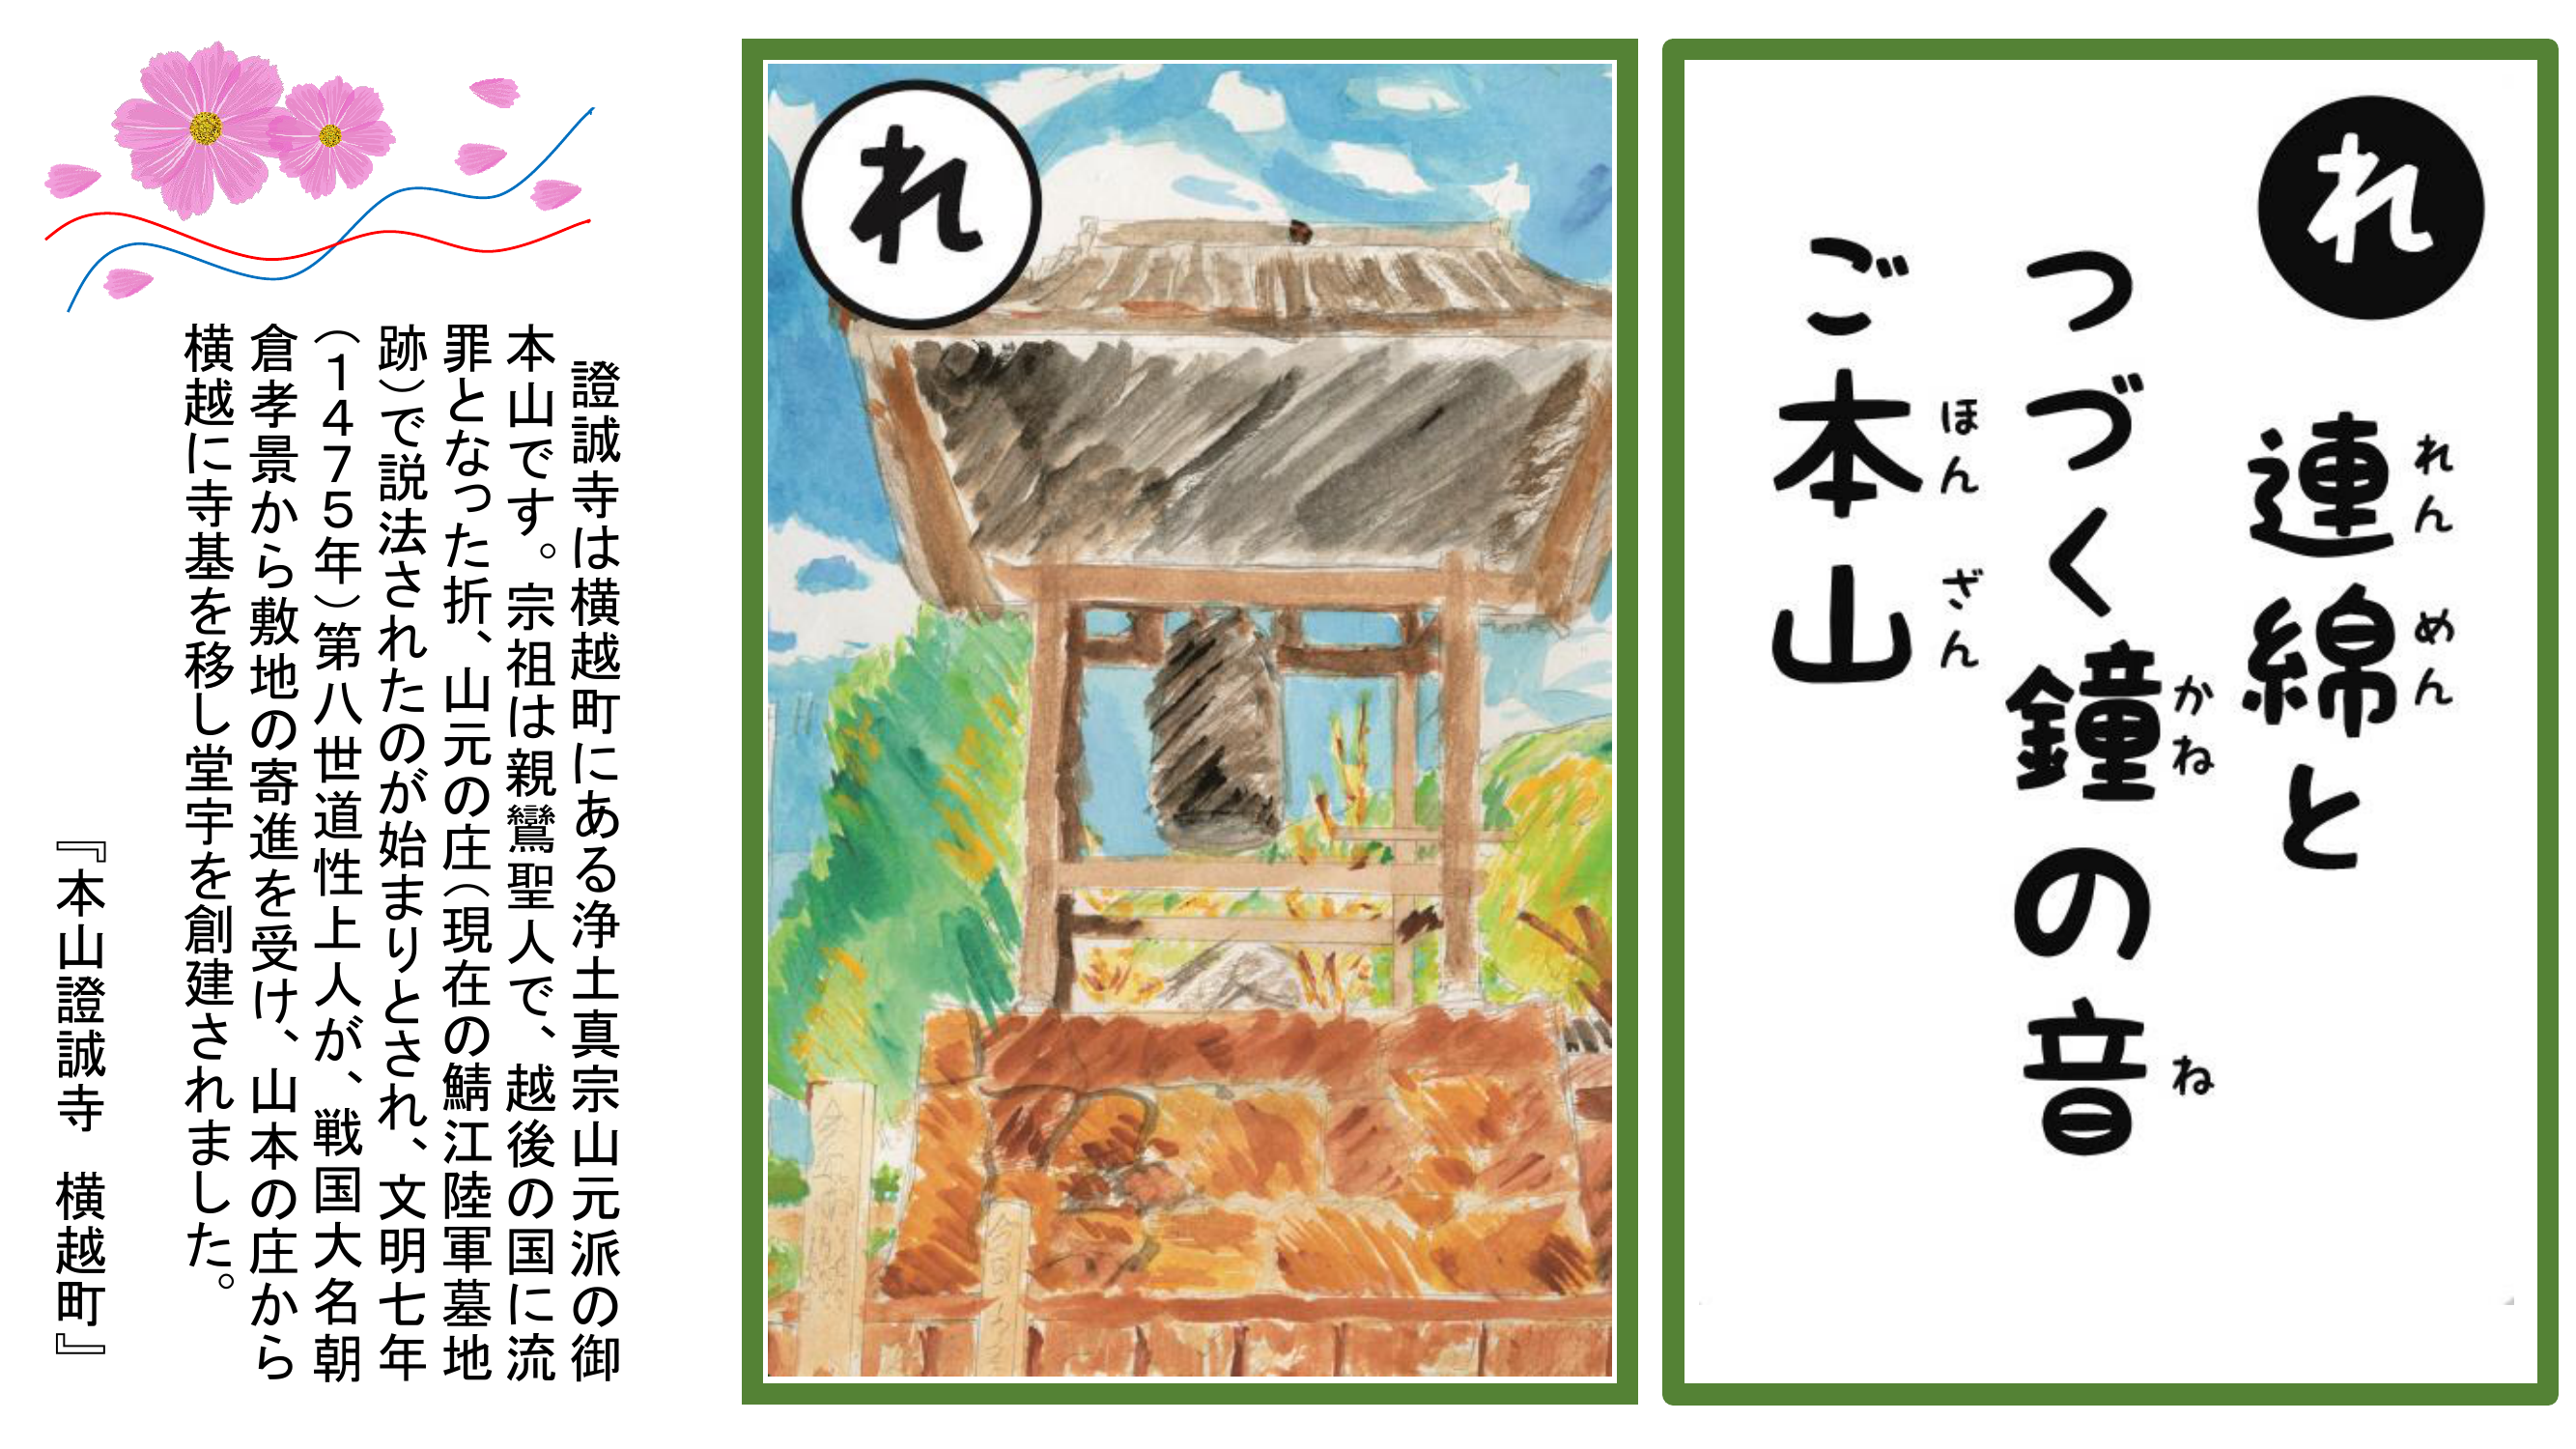 れ
連綿と
れんめん
つづく鐘の音
かね
ね
ご本山
ほんざん
れ
證誠寺は横越町にある浄土真宗山元派の御
本山です。宗祖は親鸞聖人で、越後の国に流
罪となった折、山元の庄（現在の鯖江陸軍墓地
跡）で説法されたのが始まりとされ、文明七年
（１４７５年）第八世道性上人が、戦国大名朝
倉孝景から敷地の寄進を受け、山本の庄から
横越に寺基を移し堂宇を創建されました。
『本山證誠寺　横越町』